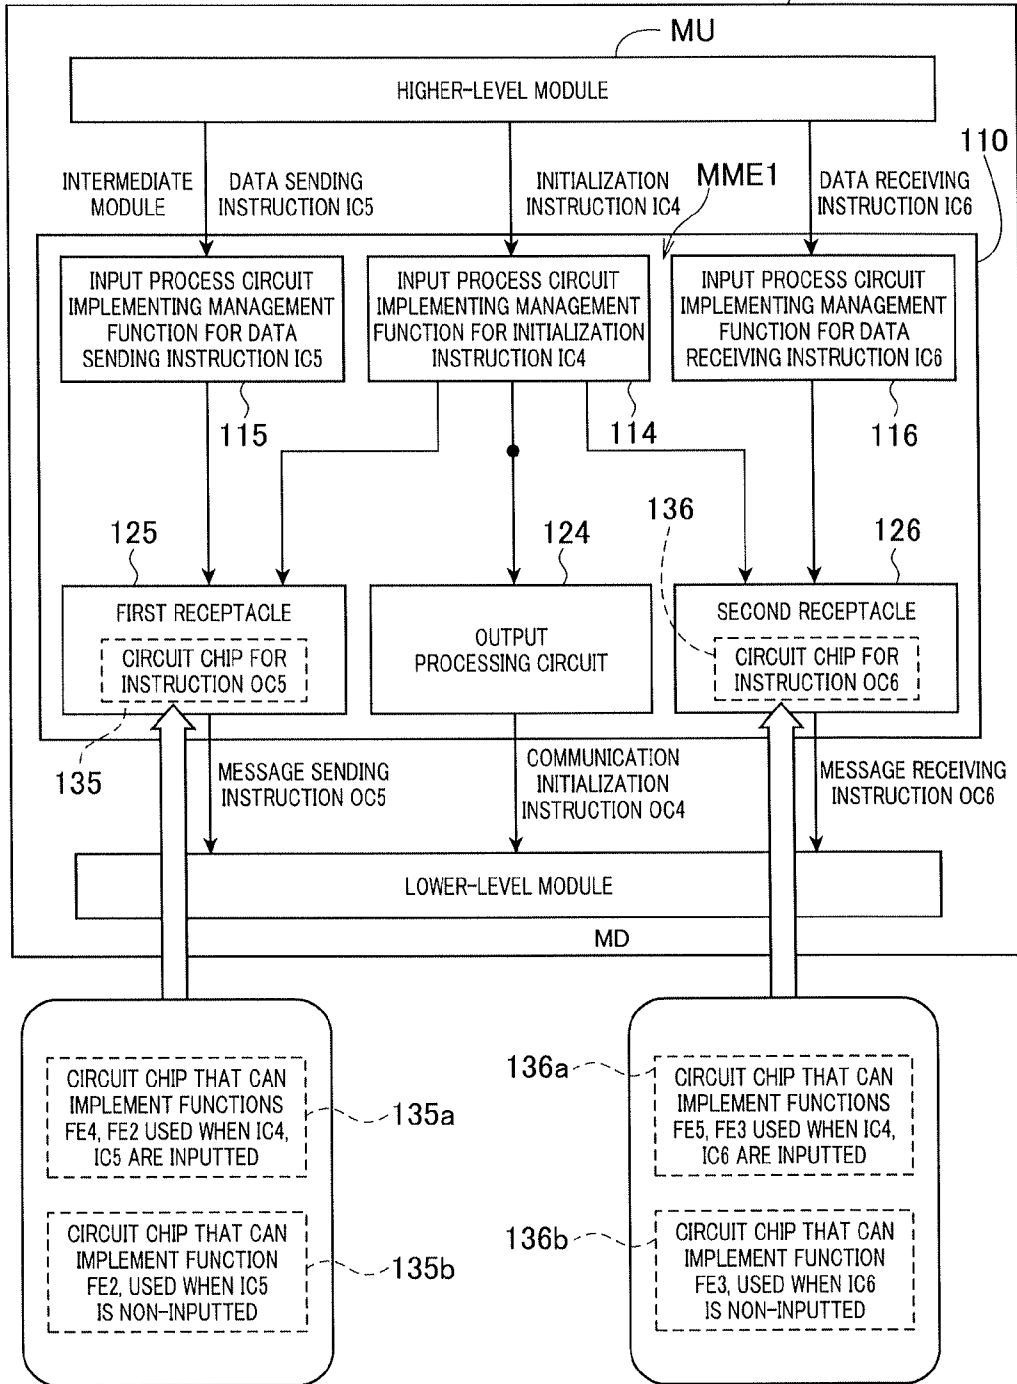 MU
HIGHER-LEVEL MODULE
110
INTERMEDIATE
MODULE
DATA SENDING
INSTRUCTION IC5
INITIALIZATION
INSTRUCTION IC4
MME1
DATA RECEIVING
INSTRUCTION IC6
INPUT PROCESS CIRCUIT
IMPLEMENTING MANAGEMENT
FUNCTION FOR DATA
SENDING INSTRUCTION IC5
INPUT PROCESS CIRCUIT
IMPLEMENTING MANAGEMENT
FUNCTION FOR INITIALIZATION
INSTRUCTION IC4
INPUT PROCESS CIRCUIT
IMPLEMENTING MANAGEMENT
FUNCTION FOR DATA
RECEIVING INSTRUCTION IC6
115
114
116
125
124
136
126
FIRST RECEPTACLE
CIRCUIT CHIP FOR
INSTRUCTION OC5
OUTPUT
PROCESSING CIRCUIT
SECOND RECEPTACLE
CIRCUIT CHIP FOR
INSTRUCTION OC6
135
MESSAGE SENDING
INSTRUCTION OC5
COMMUNICATION
INITIALIZATION
INSTRUCTION OC4
MESSAGE RECEIVING
INSTRUCTION OC6
LOWER-LEVEL MODULE
MD
CIRCUIT CHIP THAT CAN
IMPLEMENT FUNCTIONS
FE4, FE2 USED WHEN IC4,
IC5 ARE INPUTTED
135a
CIRCUIT CHIP THAT CAN
IMPLEMENT FUNCTION
FE2, USED WHEN IC5
IS NON-INPUTTED
135b
136a
CIRCUIT CHIP THAT CAN
IMPLEMENT FUNCTIONS
FE5, FE3 USED WHEN IC4,
IC6 ARE INPUTTED
136b
CIRCUIT CHIP THAT CAN
IMPLEMENT FUNCTION
FE3, USED WHEN IC6
IS NON-INPUTTED